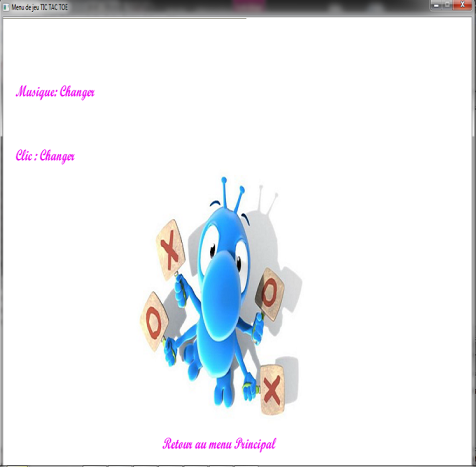 Menu de jeu TIC TAC TOE
Musique: Changer
Clic : Changer
X
O
O
X
Retour au menu Principal